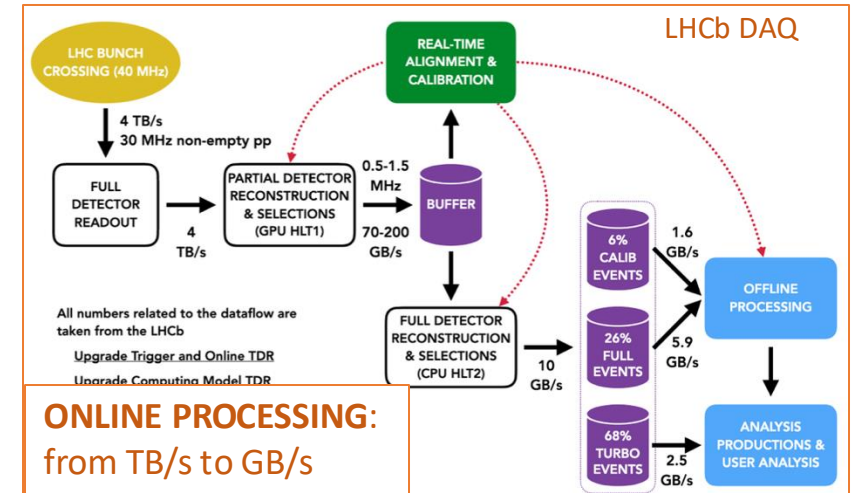 LHCb DAQ
LHC BUNCH
CROSSING (40 MHz)
REAL-TIME
ALIGNMENT &
CALIBRATION
4 TB/s
30 MHz non-empty pp
FULL
DETECTOR
READOUT
4
TB/s
PARTIAL DETECTOR
RECONSTRUCTION
& SELECTIONS
(GPU HLT1)
0.5-1.5
MHz
70-200
GB/s
BUFFER
FULL DETECTOR
RECONSTRUCTION
& SELECTIONS
(CPU HLT2)
10
GB/s
6%
CALIB
EVENTS
1.6
GB/s
26%
FULL
EVENTS
5.9
GB/s
68%
TURBO
EVENTS
2.5
GB/s
OFFLINE
PROCESSING
ANALYSIS
PRODUCTIONS &
USER ANALYSIS
All numbers related to the dataflow are
taken from the LHCb
Upgrade Trigger and Online TDR
Upgrade Computing Model TDR
ONLINE PROCESSING:
from TB/s to GB/s